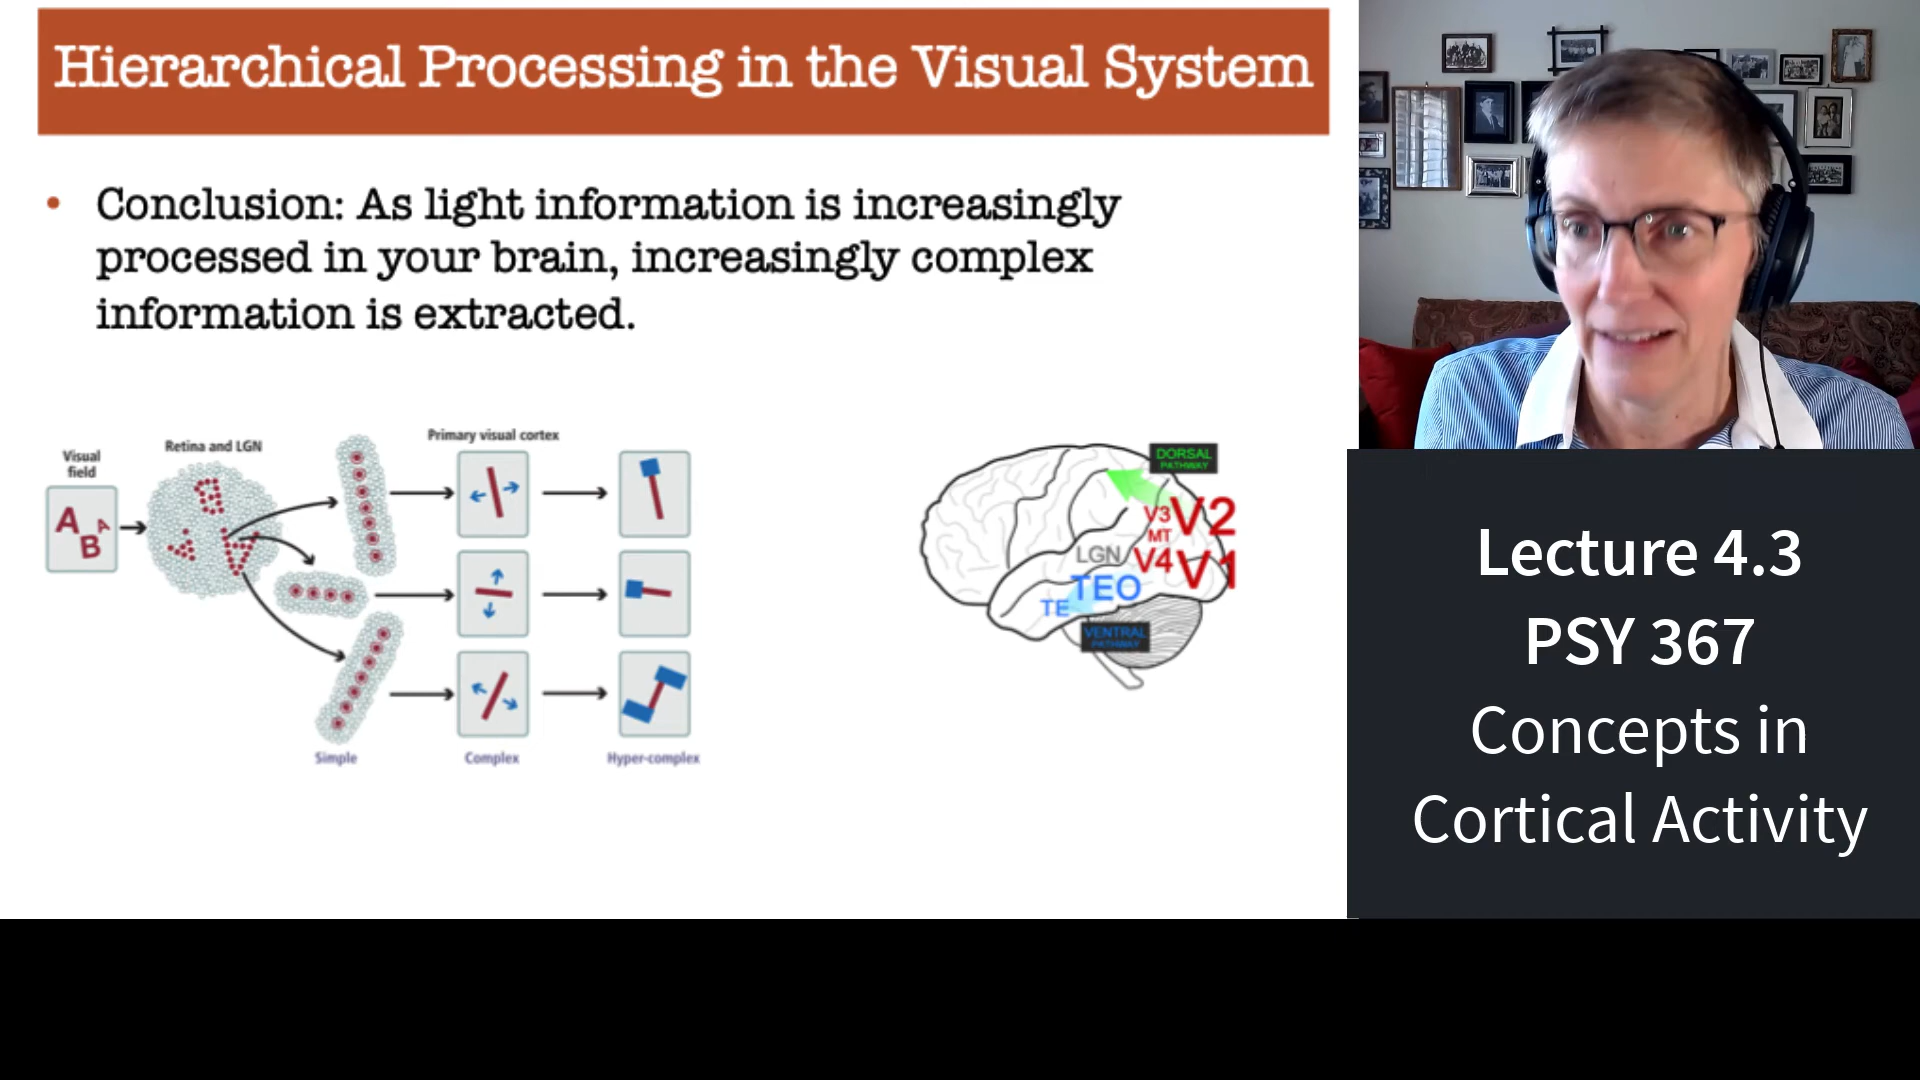 Hierarchical Processing in the Visual System
• Conclusion: As light information is increasingly
processed in your brain, increasingly complex
information is extracted.
Visual
field
A A
B
Retina and LGN
Primary visual cortex
Simple
Complex
Hyper-complex
DORSAL
PATHWAY
V3 V2
MT
LGN V4 V1
TEO
TE
VENTRAL
PATHWAY
Lecture 4.3
PSY 367
Concepts in
Cortical Activity